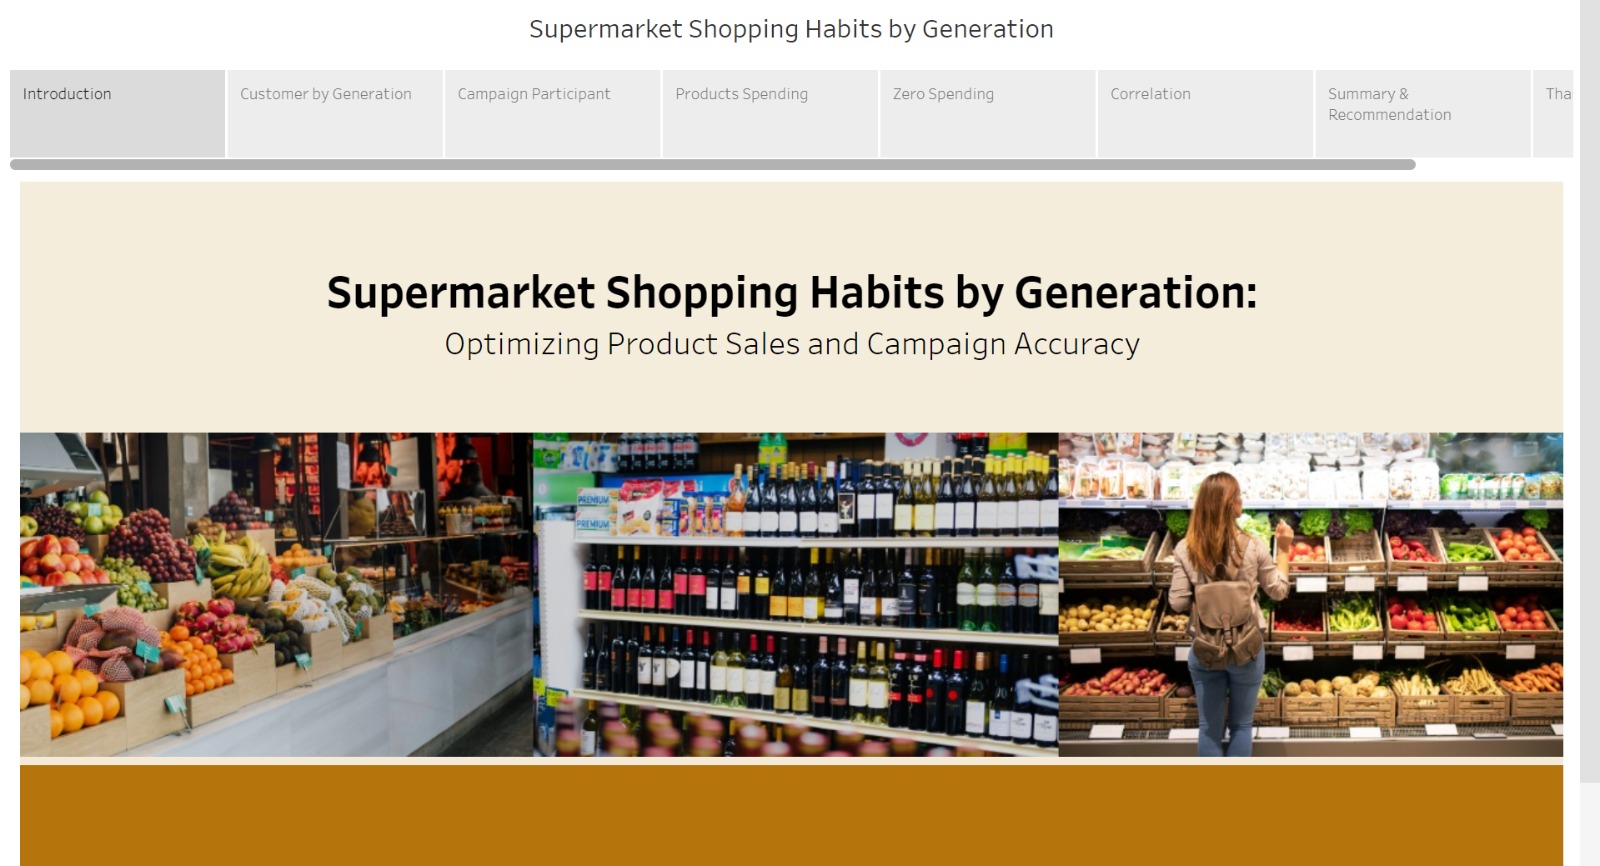 Supermarket Shopping Habits by Generation
Introduction
Customer by Generation
Campaign Participant
Products Spending
Zero Spending
Correlation
Summary &
Recommendation
Tha
Supermarket Shopping Habits by Generation:
Optimizing Product Sales and Campaign Accuracy
PREMIUM
PREMIUM